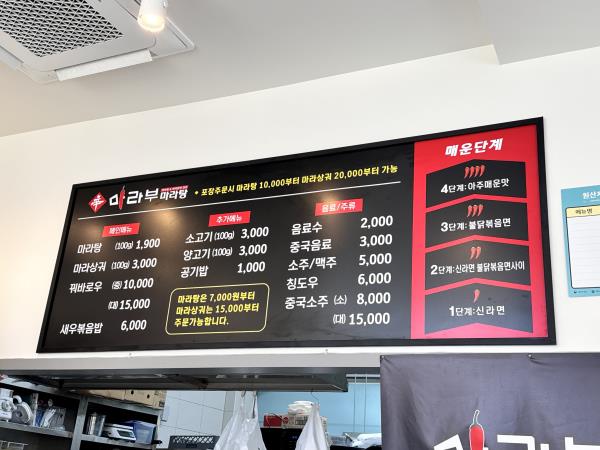 辛 마라부 마라탕
• 포장주문시 마라탕 10,000부터 마라샹궈 20,000부터 가능
메인메뉴
마라탕 (100g) 1,900
마라샹궈 (100g) 3,000
꿔바로우 (중) 10,000
(대) 15,000
새우볶음밥 6,000
추가메뉴
소고기 (100g) 3,000
양고기 (100g) 3,000
공기밥 1,000
마라탕은 7,000원부터
마라샹궈는 15,000부터
주문가능합니다.
음료/주류
음료수 2,000
중국음료 3,000
소주/맥주 5,000
칭도우 6,000
중국소주 (소) 8,000
(대) 15,000
매운단계
4단계: 아주매운맛
3단계: 불닭볶음면
2단계: 신라면 불닭볶음면사이
1단계: 신라면
메뉴명